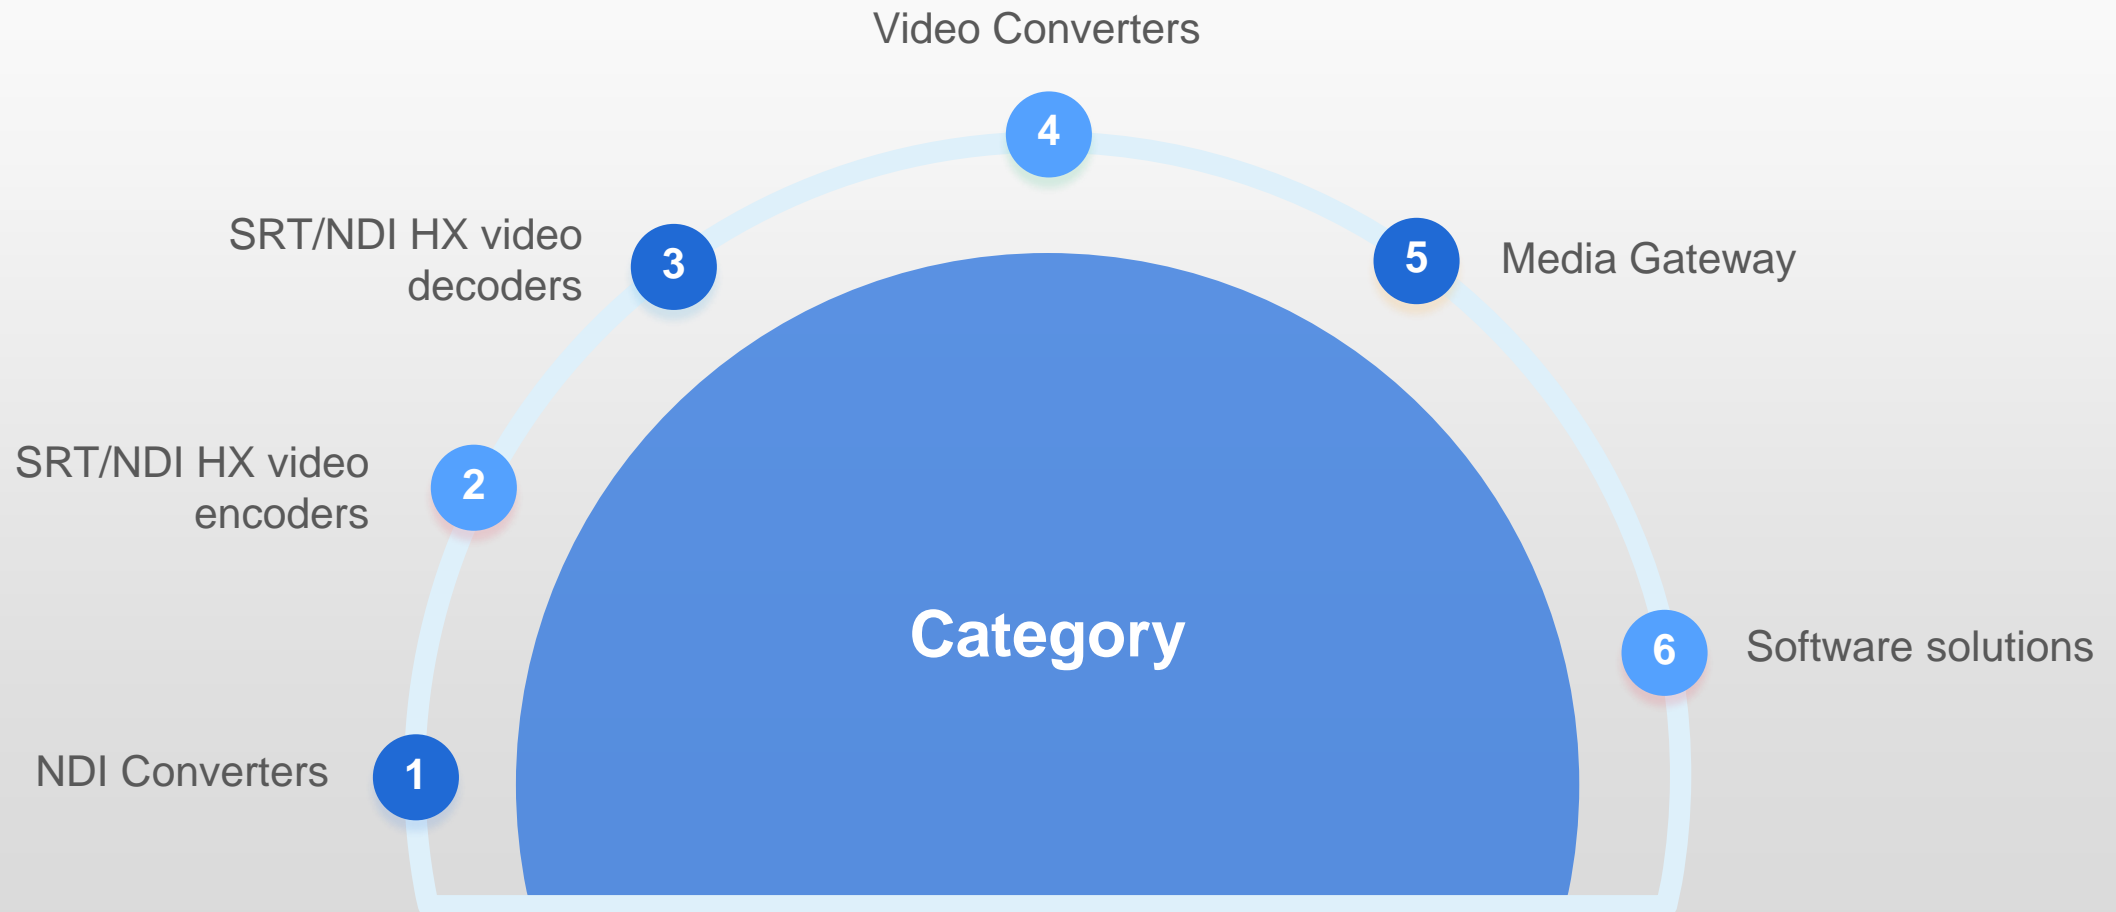 Video Converters
4
SRT/NDI HX video
decoders
3
5
Media Gateway
SRT/NDI HX video
encoders
2
Category
6
Software solutions
NDI Converters
1